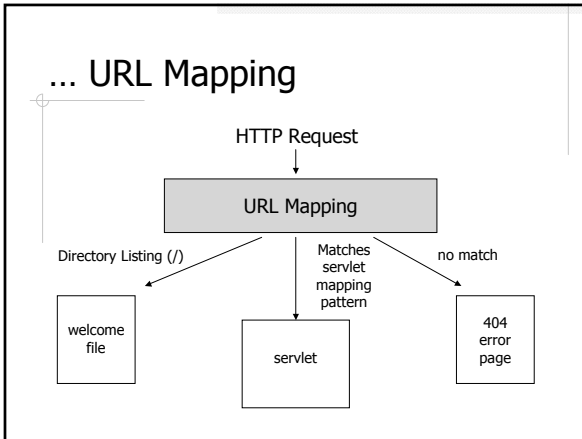 ... URL Mapping
HTTP Request
URL Mapping
Directory Listing (/)
Matches
servlet
mapping
pattern
no match
welcome
file
servlet
404
error
page